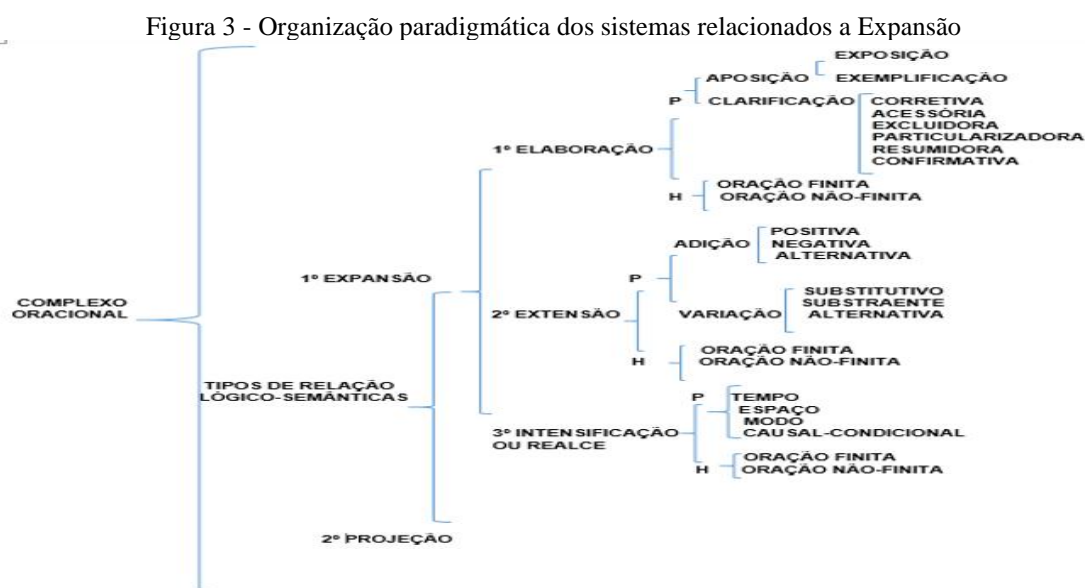 Figura 3 - Organização paradigmática dos sistemas relacionados a Expansão
EXPOSIÇÃO
APOSIÇÃO
EXEMPLIFICAÇÃO
P
CLARIFICAÇÃO
CORRETIVA
ACESSÒRIA
EXCLUIDORA
PARTICULARIZADORA
RESUMIDORA
CONFIRMATIVA
1º ELABORAÇÃO
H
ORAÇÃO FINITA
ORAÇÃO NÃO-FINITA
ADIÇÃO
POSITIVA
NEGATIVA
ALTERNATIVA
1º EXPANSÃO
P
COMPLEXO
ORACIONAL
2º EXTENSÃO
VARIAÇÃO
SUBSTITUTIVO
SUBSTRAENTE
ALTERNATIVA
H
ORAÇÃO FINITA
ORAÇÃO NÃO-FINITA
TIPOS DE RELAÇÃO
LÓGICO-SEMÂNTICAS
3º INTENSIFICAÇÃO
OU REALCE
P
TEMPO
ESPAÇO
MODO
CAUSAL-CONDICIONAL
H
ORAÇÃO FINITA
ORAÇÃO NÃO-FINITA
2º PROJEÇÃO